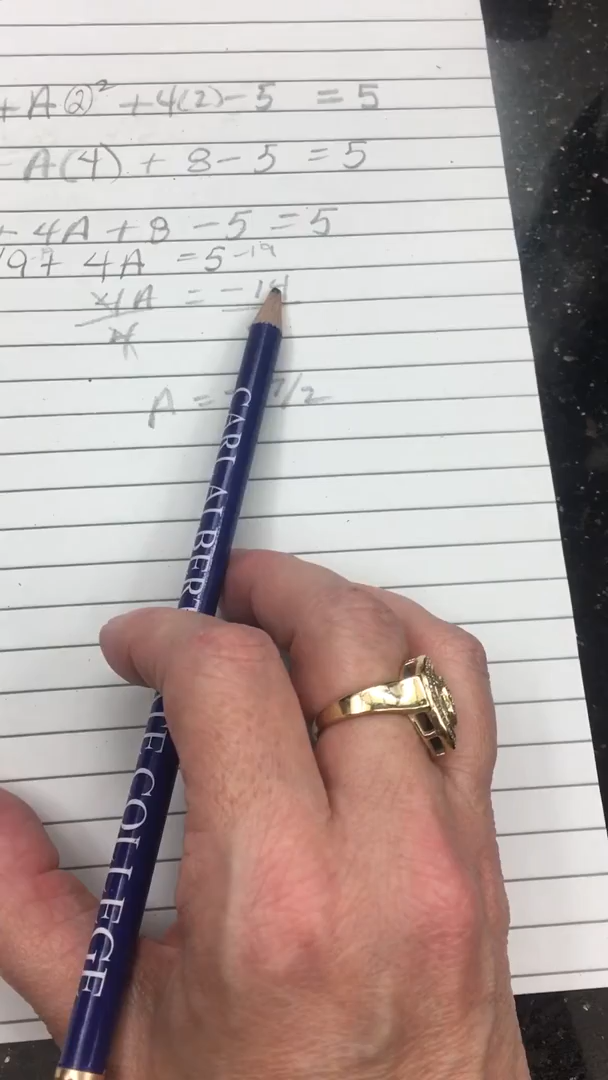 + A(2)² + 4(2) - 5 = 5
- A(4) + 8 - 5 = 5
+ 4A + 8 - 5 = 5
19 + 4A = 5 - 19
4A = -14
4
A = - 7/2
CARL ALBERT
COLLEGE